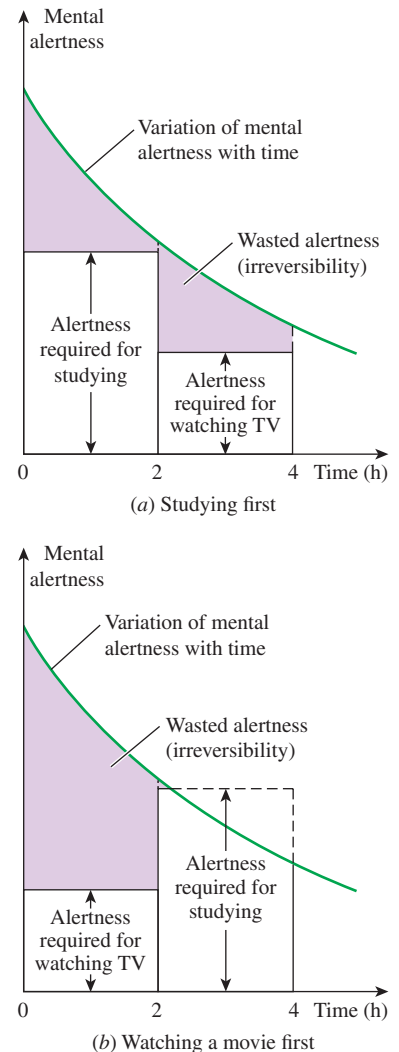 Mental
alertness
Variation of mental
alertness with time
Wasted alertness
(irreversibility)
Alertness
required for
studying
Alertness
required for
watching TV
0 2 4 Time (h)
(a) Studying first
Mental
alertness
Variation of mental
alertness with time
Wasted alertness
(irreversibility)
Alertness
required for
studying
Alertness
required for
watching TV
0 2 4 Time (h)
(b) Watching a movie first